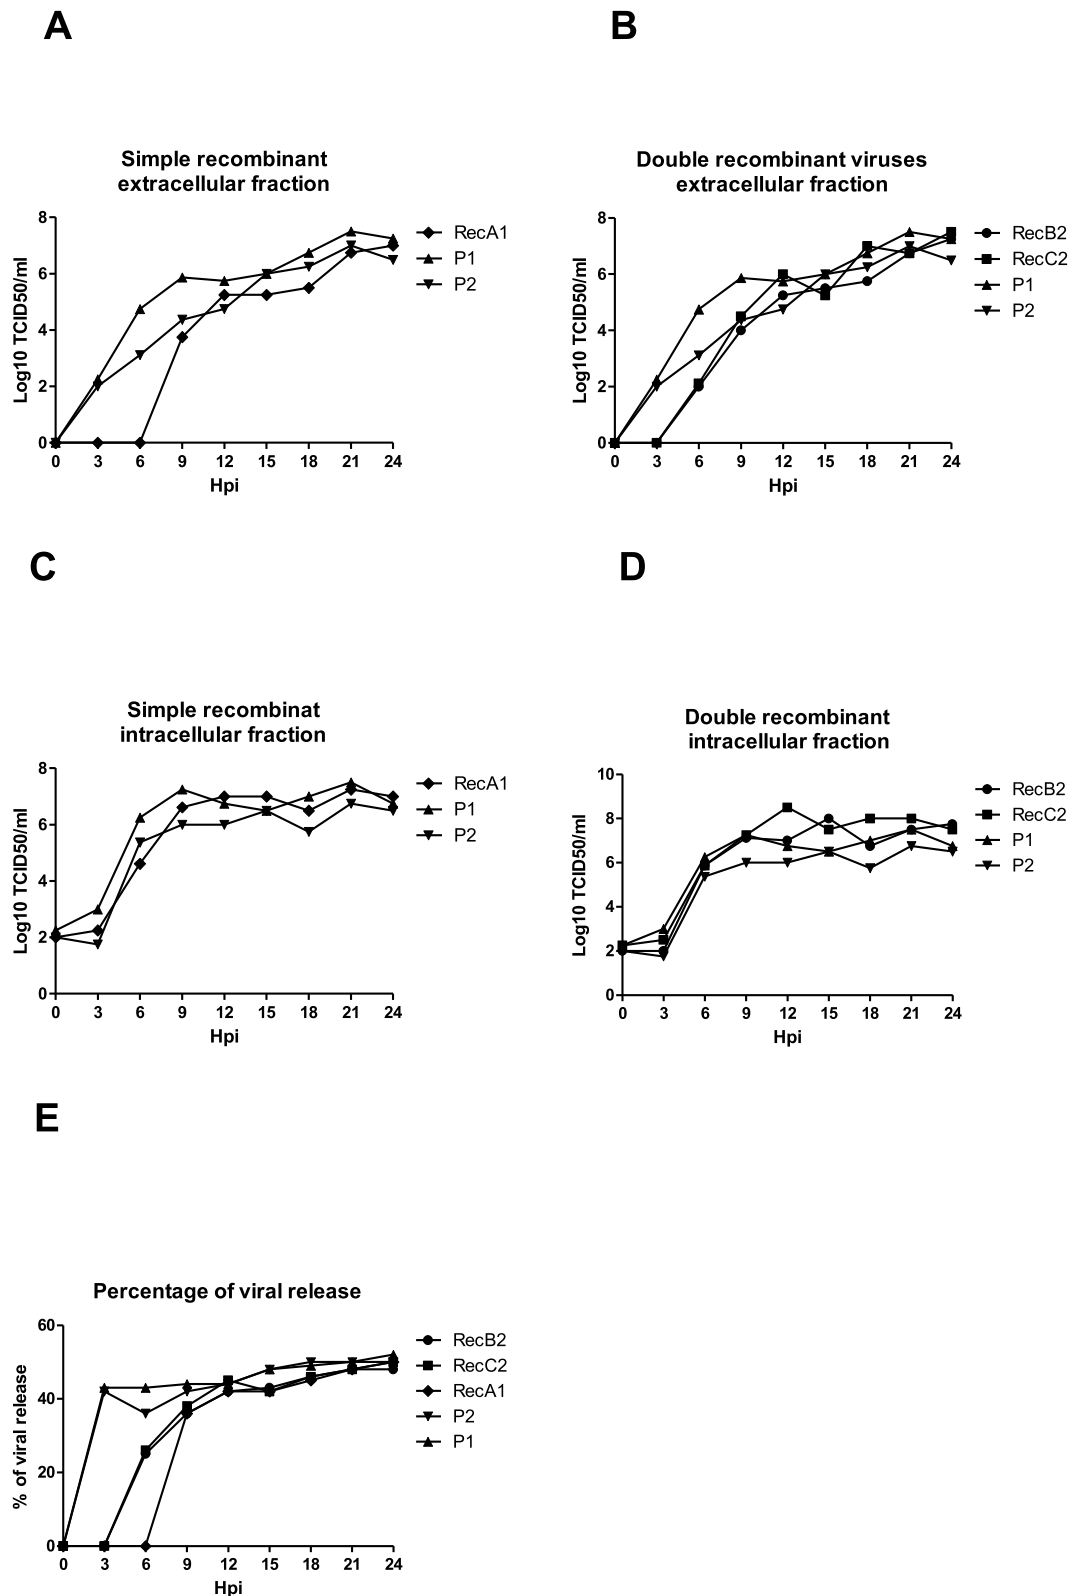 A
B
Simple recombinant
extracellular fraction
Log10 TCID50/ml
8
6
4
2
0
0 3 6 9 12 15 18 21 24
Hpi
RecA1
P1
P2
Double recombinant viruses
extracellular fraction
Log10 TCID50/ml
8
6
4
2
0
0 3 6 9 12 15 18 21 24
Hpi
RecB2
RecC2
P1
P2
C
D
Simple recombinat
intracellular fraction
Log10 TCID50/ml
8
6
4
2
0
0 3 6 9 12 15 18 21 24
Hpi
RecA1
P1
P2
Double recombinant
intracellular fraction
Log10 TCID50/ml
10
8
6
4
2
0
0 3 6 9 12 15 18 21 24
Hpi
RecB2
RecC2
P1
P2
E
Percentage of viral release
% of viral release
60
40
20
0
0 3 6 9 12 15 18 21 24
Hpi
RecB2
RecC2
RecA1
P2
P1